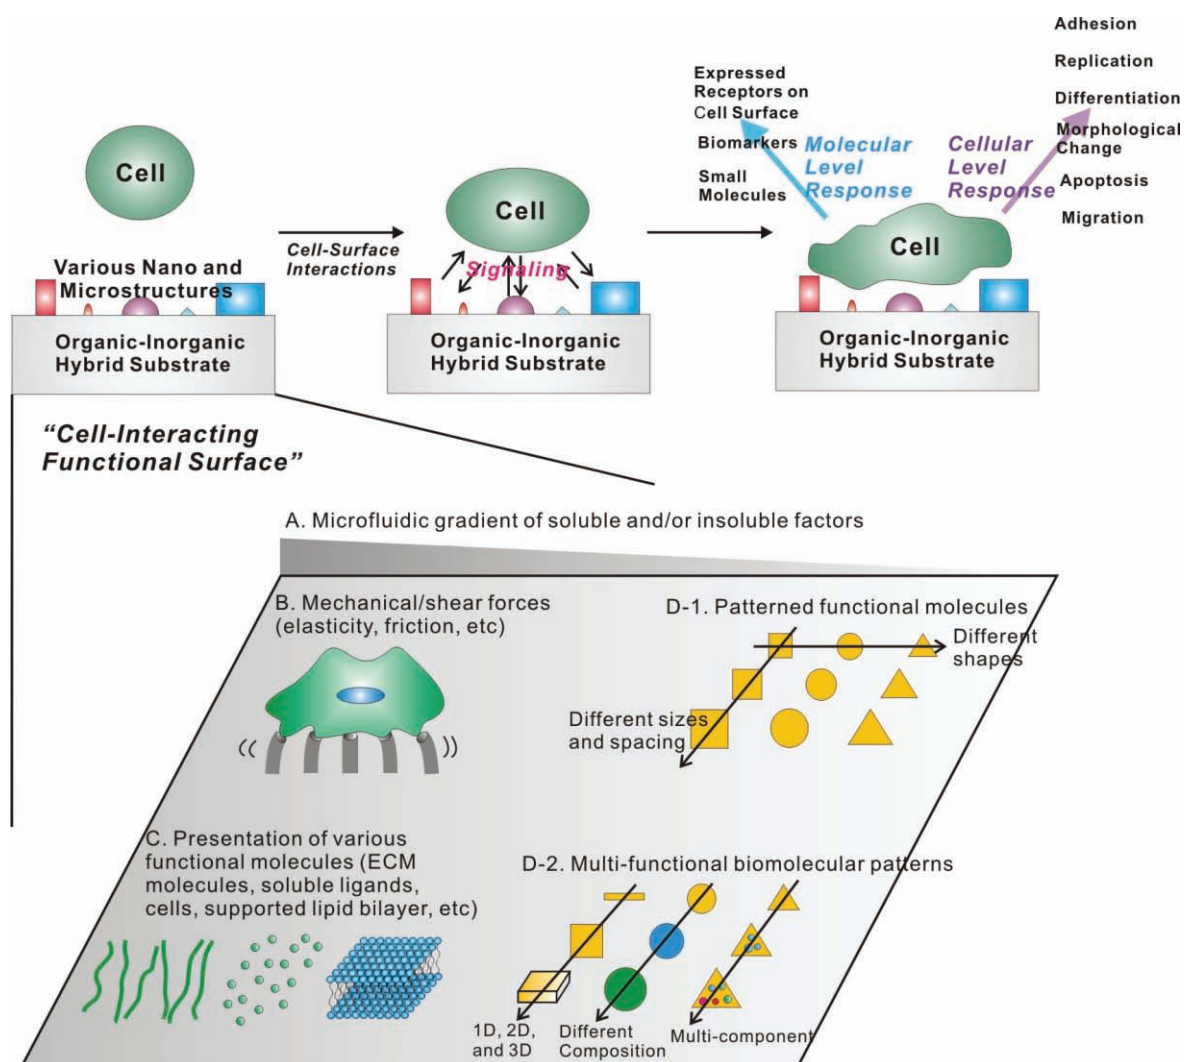 Cell
Various Nano and
Microstructures
Organic-Inorganic
Hybrid Substrate
Cell-Surface
Interactions
Cell
Signaling
Organic-Inorganic
Hybrid Substrate
Expressed
Receptors on
Cell Surface
Biomarkers
Small
Molecules
Molecular
Level
Response
Cellular
Level
Response
Adhesion
Replication
Differentiation
Morphological
Change
Apoptosis
Migration
Cell
Organic-Inorganic
Hybrid Substrate
“Cell-Interacting
Functional Surface”
A. Microfluidic gradient of soluble and/or insoluble factors
B. Mechanical/shear forces
(elasticity, friction, etc)
D-1. Patterned functional molecules
Different
shapes
Different sizes
and spacing
C. Presentation of various
functional molecules (ECM
molecules, soluble ligands,
cells, supported lipid bilayer, etc)
D-2. Multi-functional biomolecular patterns
1D, 2D,
and 3D
Different
Composition
Multi-component